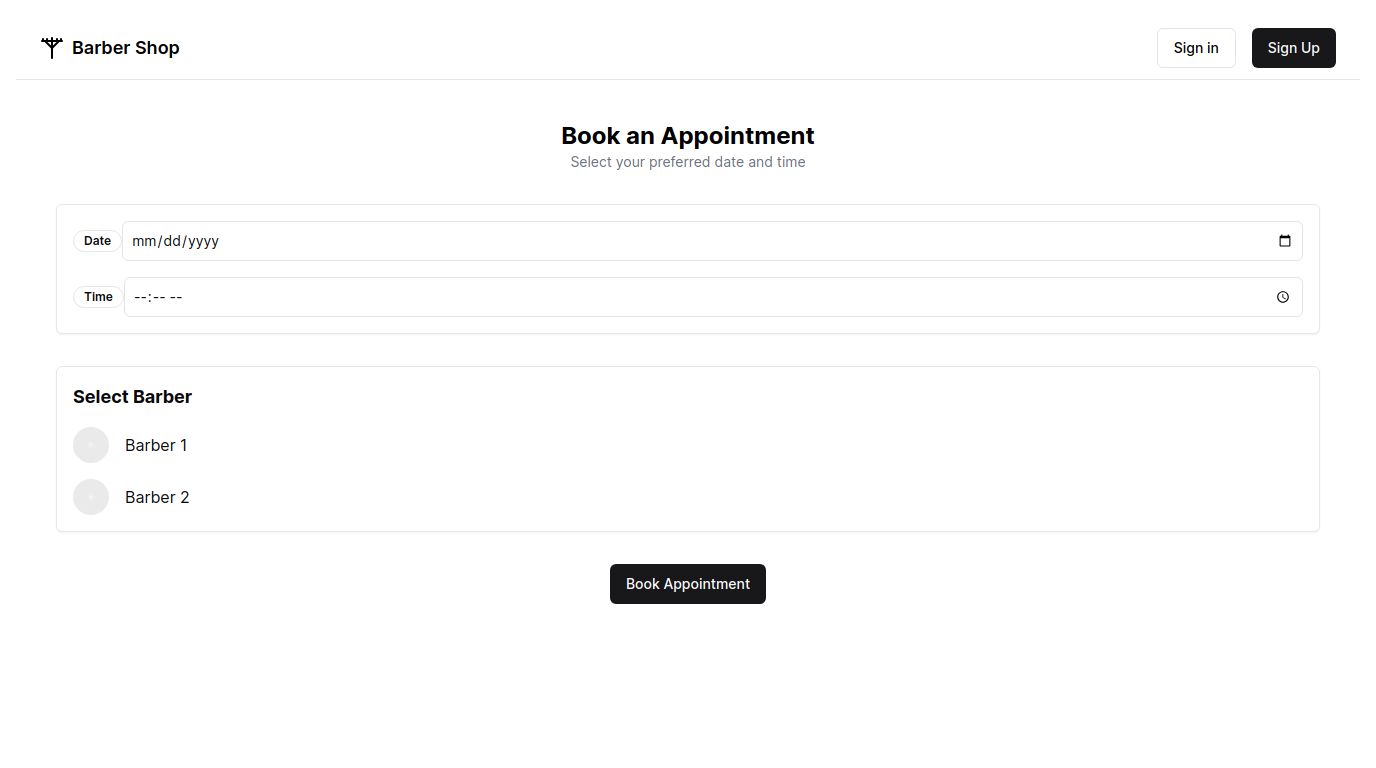 Barber Shop
Sign in
Sign Up
Book an Appointment
Select your preferred date and time
Date
mm/dd/yyyy
Time
--:-- --
Select Barber
Barber 1
Barber 2
Book Appointment